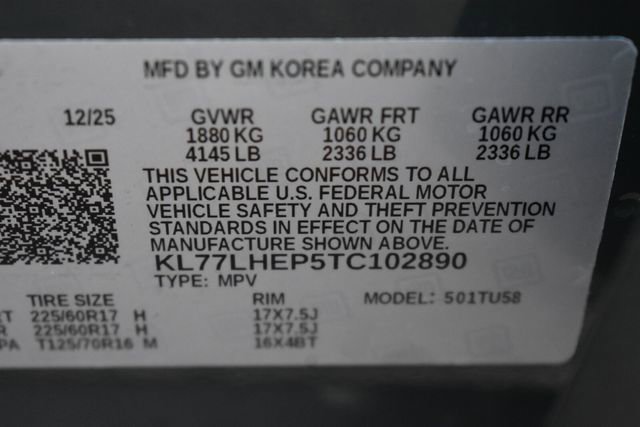 MFD BY GM KOREA COMPANY
12/25 GVWR GAWR FRT GAWR RR
1880 KG 1060 KG 1060 KG
4145 LB 2336 LB 2336 LB
THIS VEHICLE CONFORMS TO ALL
APPLICABLE U.S. FEDERAL MOTOR
VEHICLE SAFETY AND THEFT PREVENTION
STANDARDS IN EFFECT ON THE DATE OF
MANUFACTURE SHOWN ABOVE.
KL77LHEP5TC102890
TYPE: MPV MODEL: 501TU58
TIRE SIZE RIM
225/60R17 H 17X7.5J
225/60R17 H 17X7.5J
T125/70R16 M 16X4BT